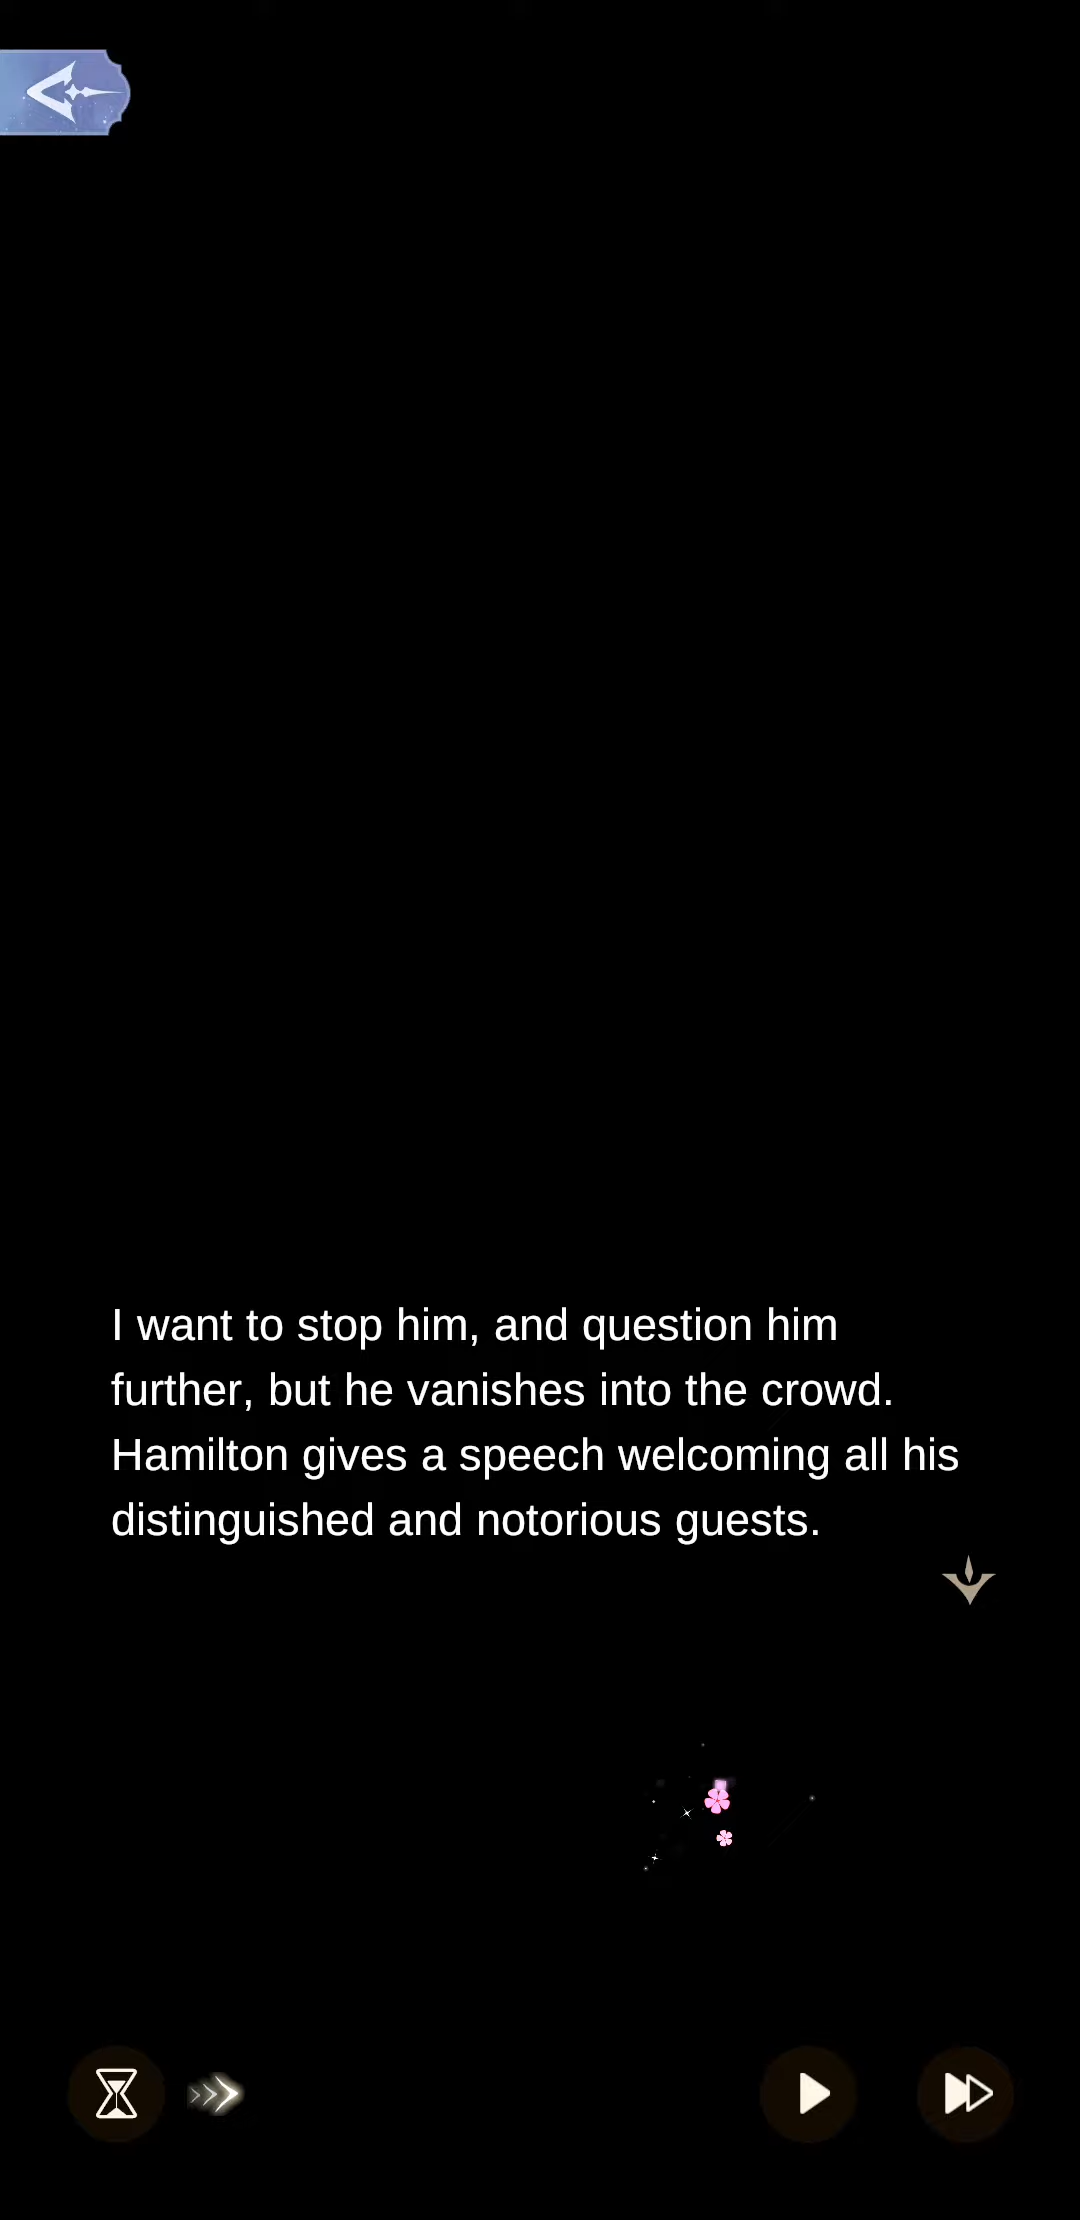 I want to stop him, and question him
further, but he vanishes into the crowd.
Hamilton gives a speech welcoming all his
distinguished and notorious guests.